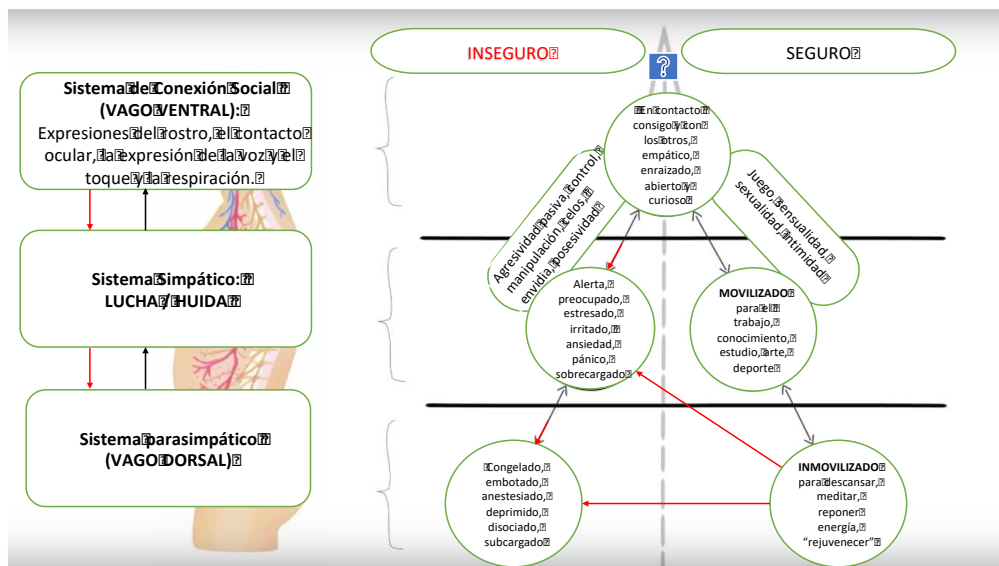 INSEGURO
SEGURO
?
Sistema de Conexión Social
(VAGO VENTRAL):
Expresiones del rostro, el contacto
ocular, la expresión de la voz y el
toque y la respiración.
Sistema Simpático:
LUCHA / HUIDA
Sistema parasimpático
(VAGO DORSAL)
En contacto
consigo y con
los otros,
empático,
enraizado,
abierto y
curioso
Agresividad pasiva, control,
manipulación, celos,
envidia, posesividad
Juego, sensualidad,
sexualidad, intimidad
Alerta,
preocupado,
estresado,
irritado,
ansiedad,
pánico,
sobrecargado
MOVILIZADO
para el
trabajo,
conocimiento,
estudio, arte,
deporte
Congelado,
embotado,
anestesiado,
deprimido,
disociado,
subcargado
INMOVILIZADO
para descansar,
meditar,
reponer
energía,
“rejuvenecer”